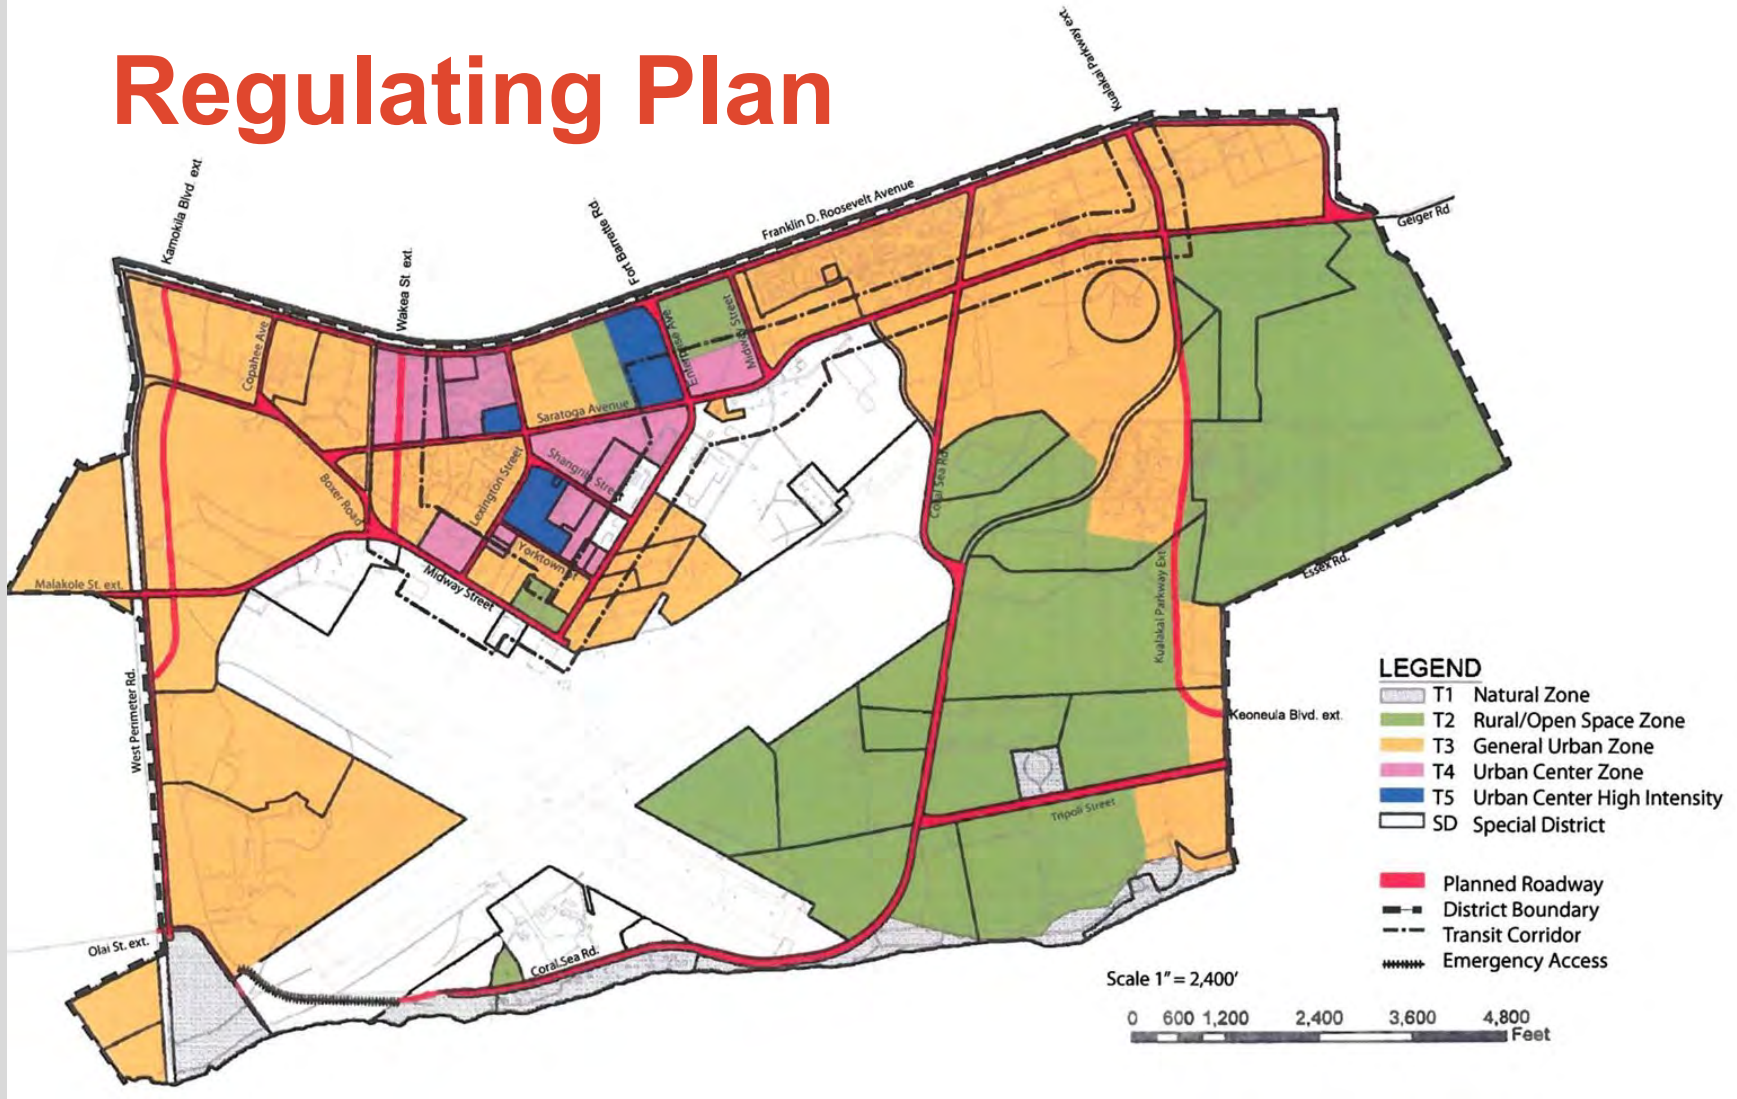 Regulating Plan
Kualakai Parkway ext.
Kamokila Blvd. ext.
Wakea St. ext.
Fort Barrette Rd.
Franklin D. Roosevelt Avenue
Geiger Rd.
Copahee Ave
Enterprise Ave
Midway Street
Saratoga Avenue
Boxer Road
Lexington Street
Shangrila Street
Coral Sea Rd.
Yorktown St
Malakole St. ext.
Midway Street
Essex Rd.
Kualakai Parkway Ext
West Perimeter Rd.
Keoneula Blvd. ext.
Tripoli Street
Olai St. ext.
Coral Sea Rd.
LEGEND
T1 Natural Zone
T2 Rural/Open Space Zone
T3 General Urban Zone
T4 Urban Center Zone
T5 Urban Center High Intensity
SD Special District
Planned Roadway
District Boundary
Transit Corridor
Emergency Access
Scale 1" = 2,400'
0 600 1,200 2,400 3,600 4,800
Feet